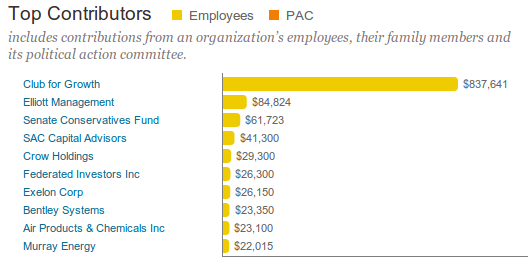 Top Contributors Employees PAC
includes contributions from an organization's employees, their family members and
its political action committee.
Club for Growth $837,641
Elliott Management $84,824
Senate Conservatives Fund $61,723
SAC Capital Advisors $41,300
Crow Holdings $29,300
Federated Investors Inc $26,300
Exelon Corp $26,150
Bentley Systems $23,350
Air Products & Chemicals Inc $23,100
Murray Energy $22,015